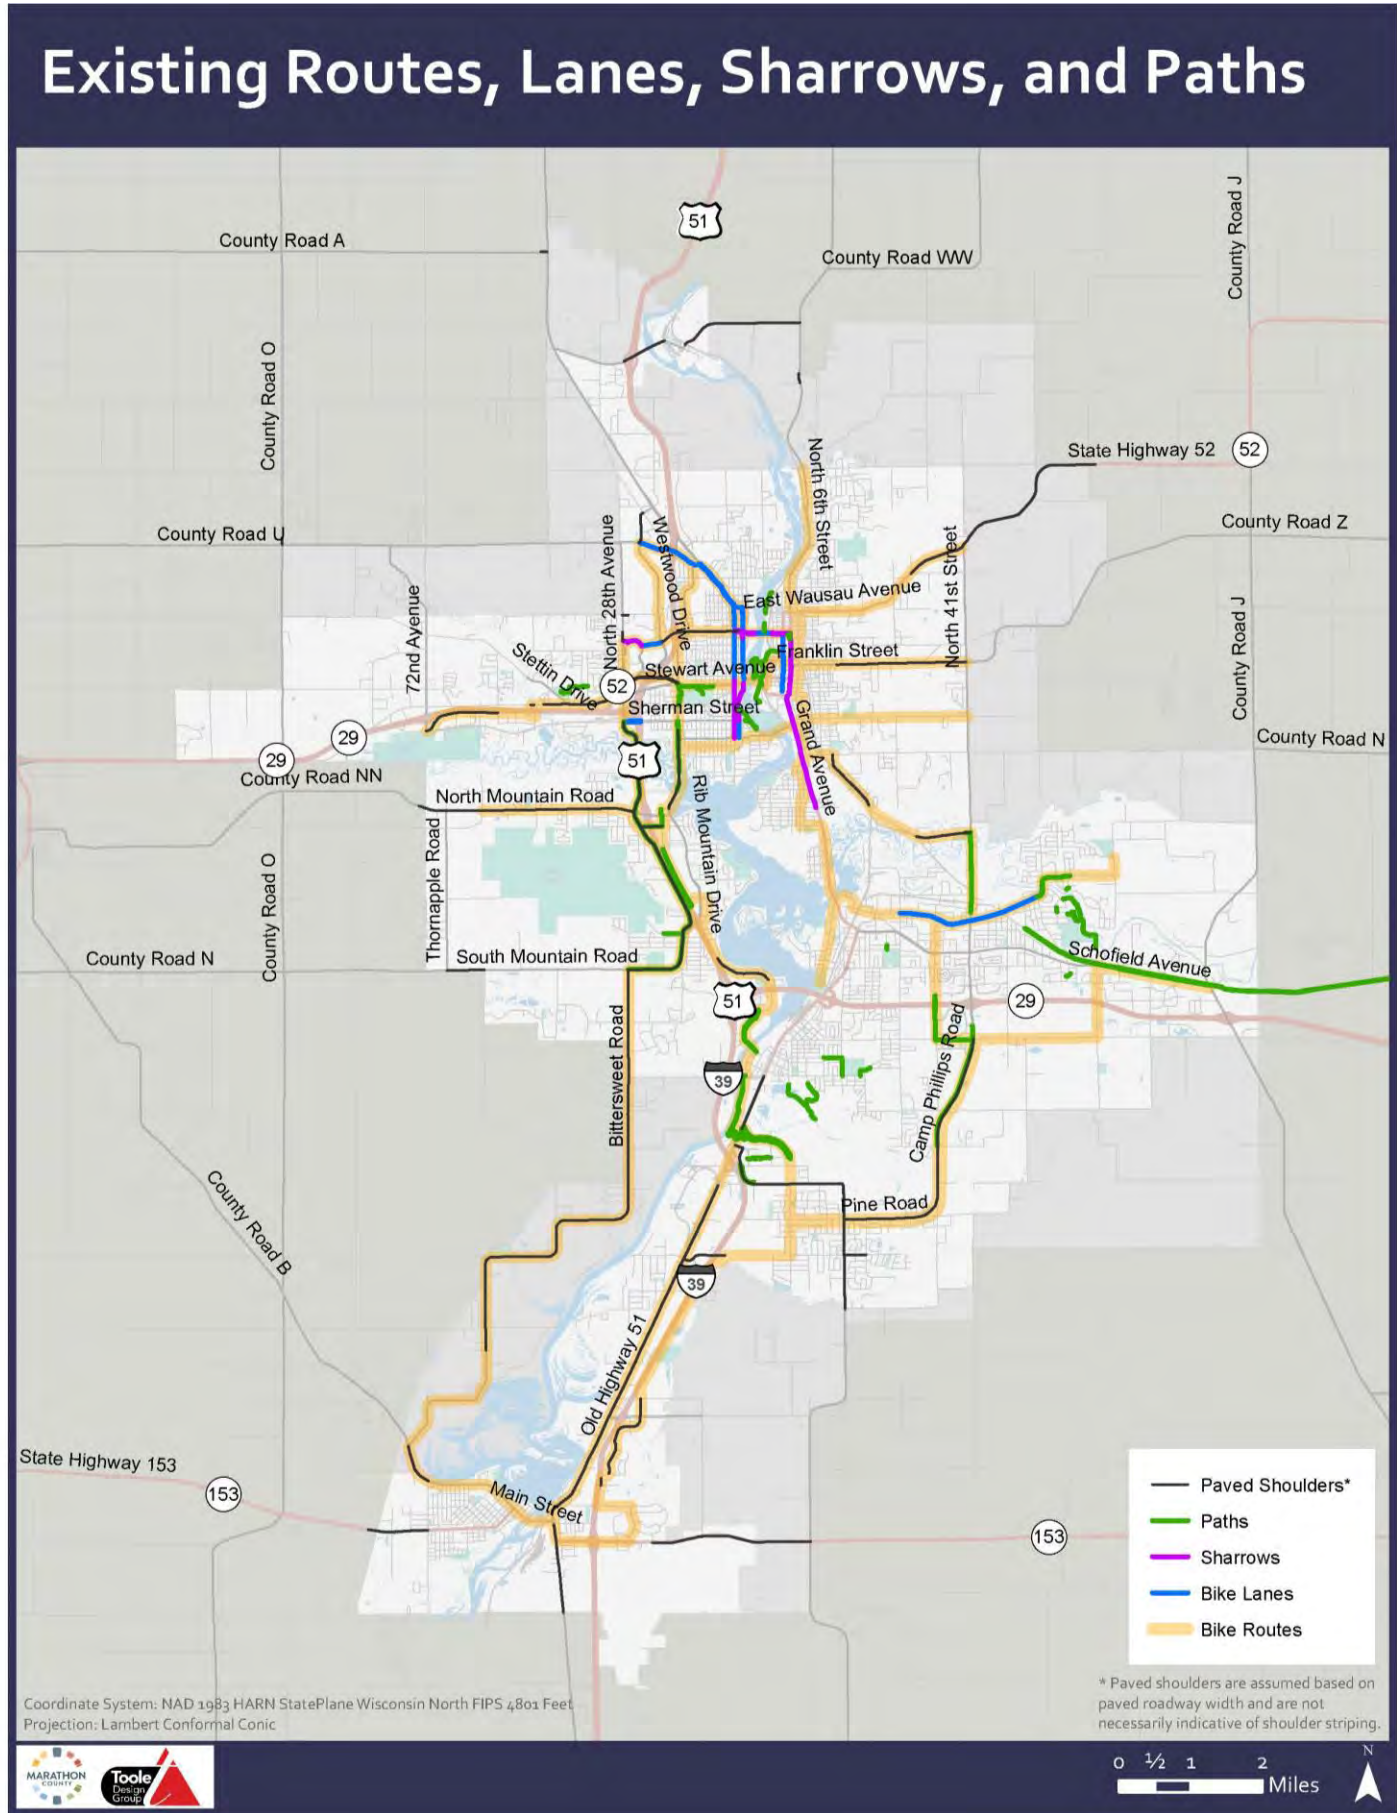 Existing Routes, Lanes, Sharrows, and Paths
51
County Road A
County Road WW
County Road J
County Road O
North 6th Street
State Highway 52
52
County Road U
County Road Z
North 28th Avenue
Westwood Drive
East Wausau Avenue
North 41st Street
72nd Avenue
Franklin Street
Stettin Drive
Stewart Avenue
52
Sherman Street
County Road J
29
29
51
Grand Avenue
County Road N
County Road NN
North Mountain Road
Rib Mountain Drive
Thornapple Road
County Road O
County Road N
South Mountain Road
Schofield Avenue
51
29
Bittersweet Road
39
Camp Phillips Road
County Road B
Pine Road
39
Old Highway 51
State Highway 153
153
Main Street
153
Paved Shoulders*
Paths
Sharrows
Bike Lanes
Bike Routes
* Paved shoulders are assumed based on
paved roadway width and are not
necessarily indicative of shoulder striping.
Coordinate System: NAD 1983 HARN StatePlane Wisconsin North FIPS 4801 Feet
Projection: Lambert Conformal Conic
MARATHON
COUNTY
Toole
Design
Group
0 ½ 1 2
Miles
N